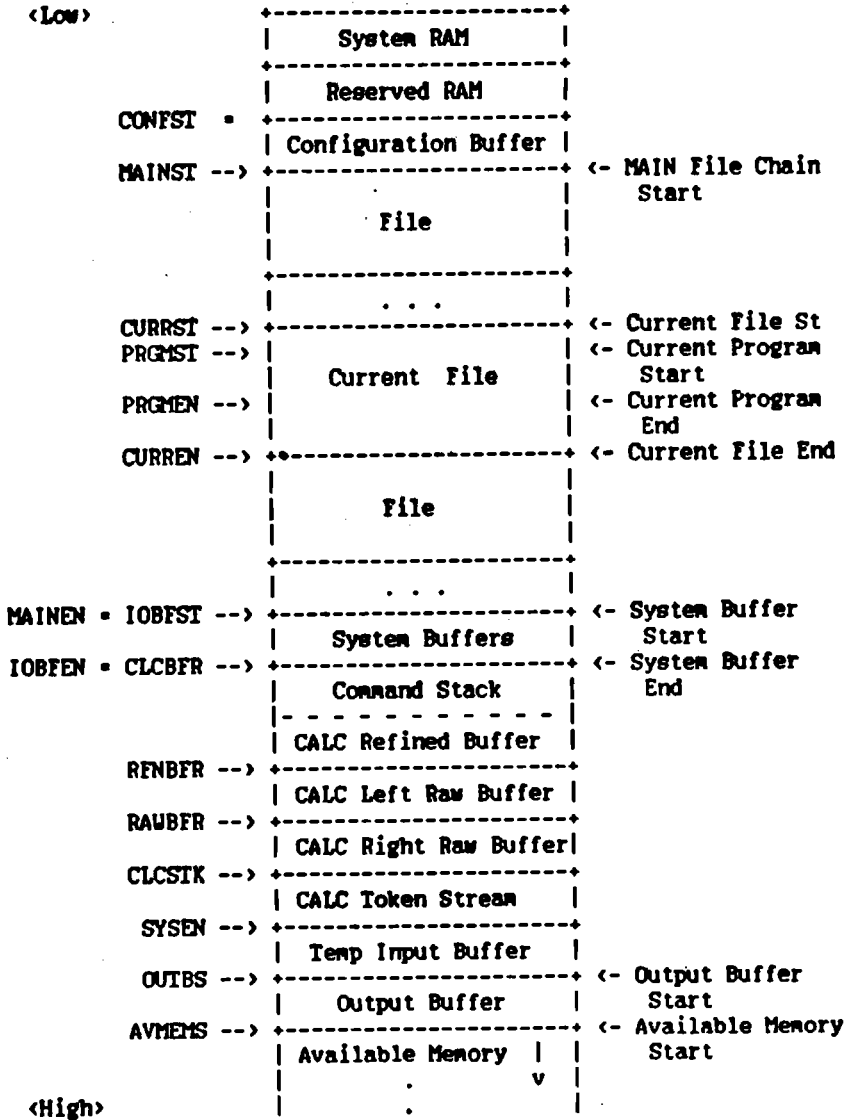 <Low>
+----------------------+
| System RAM |
+----------------------+
| Reserved RAM |
CONFST = +----------------------+
| Configuration Buffer |
MAINST --> +----------------------+ <- MAIN File Chain
| | Start
| File |
| |
+----------------------+
| . . . |
CURRST --> +----------------------+ <- Current File St
PRGMST --> | | <- Current Program
| Current File | Start
PRGMEN --> | | <- Current Program
| | End
CURREN --> +----------------------+ <- Current File End
| |
| File |
| |
+----------------------+
| . . . |
MAINEN = IOBFST --> +----------------------+ <- System Buffer
| System Buffers | Start
IOBFEN = CLCBFR --> +----------------------+ <- System Buffer
| Command Stack | End
|- - - - - - - - - - - |
| CALC Refined Buffer |
RFNBFR --> +----------------------+
| CALC Left Raw Buffer |
RAWBFR --> +----------------------+
| CALC Right Raw Buffer|
CLCSTK --> +----------------------+
| CALC Token Stream |
SYSEN --> +----------------------+
| Temp Input Buffer |
OUTBS --> +----------------------+ <- Output Buffer
| Output Buffer | Start
AVMEMS --> +----------------------+ <- Available Memory
| Available Memory | | Start
| . v |
<High> | . |